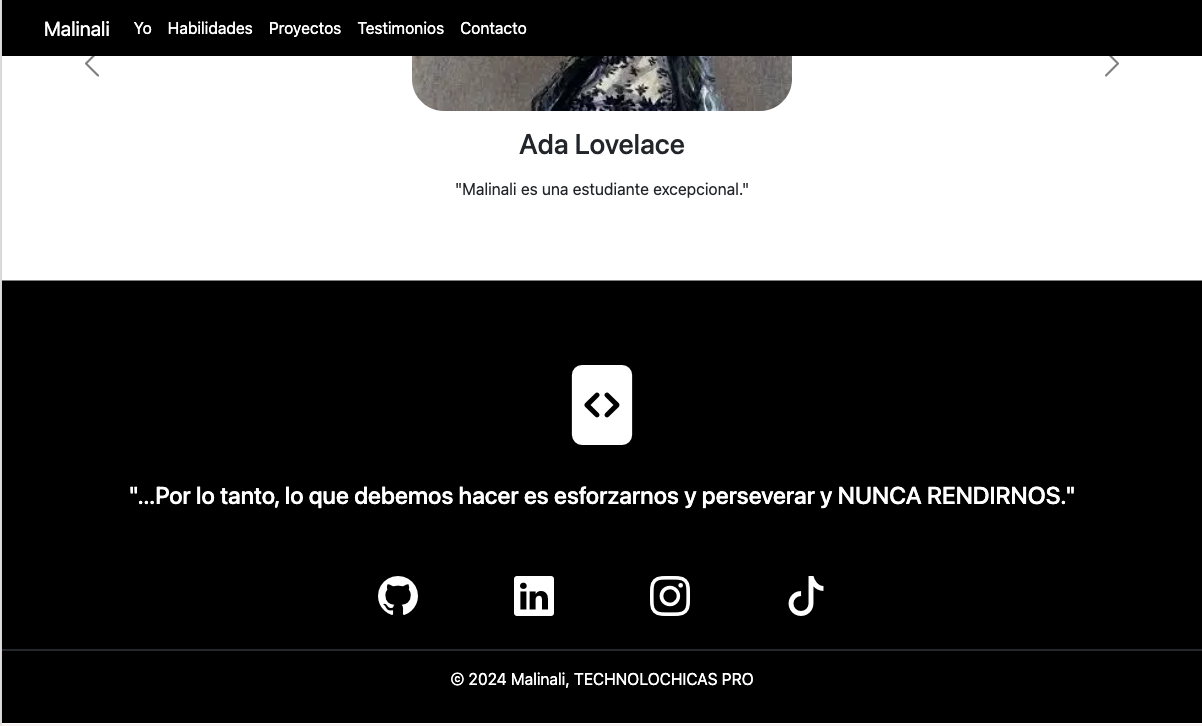 Malinali Yo Habilidades Proyectos Testimonios Contacto
Ada Lovelace
"Malinali es una estudiante excepcional."
"...Por lo tanto, lo que debemos hacer es esforzarnos y perseverar y NUNCA RENDIRNOS."
© 2024 Malinali, TECHNOLOCHICAS PRO